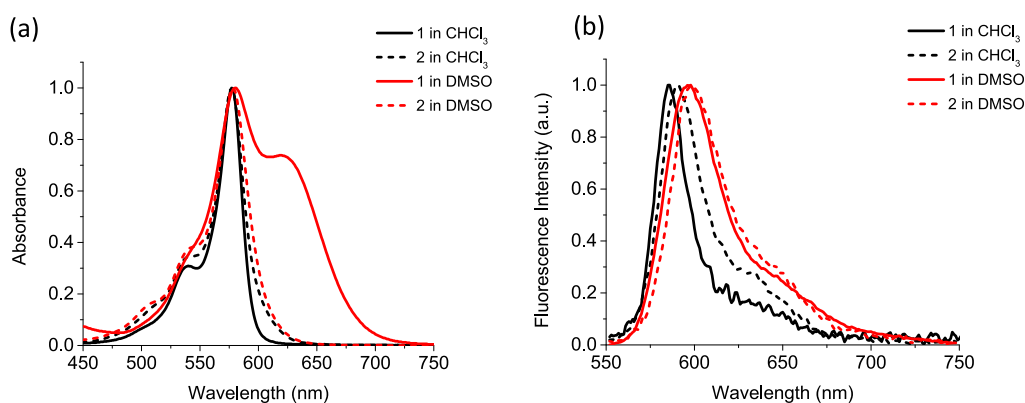 (a)
1 in CHCl₃
2 in CHCl₃
1 in DMSO
2 in DMSO
Absorbance
1.0
0.8
0.6
0.4
0.2
0.0
450 500 550 600 650 700 750
Wavelength (nm)
(b)
1 in CHCl₃
2 in CHCl₃
1 in DMSO
2 in DMSO
Fluorescence Intensity (a.u.)
1.0
0.8
0.6
0.4
0.2
0.0
550 600 650 700 750
Wavelength (nm)